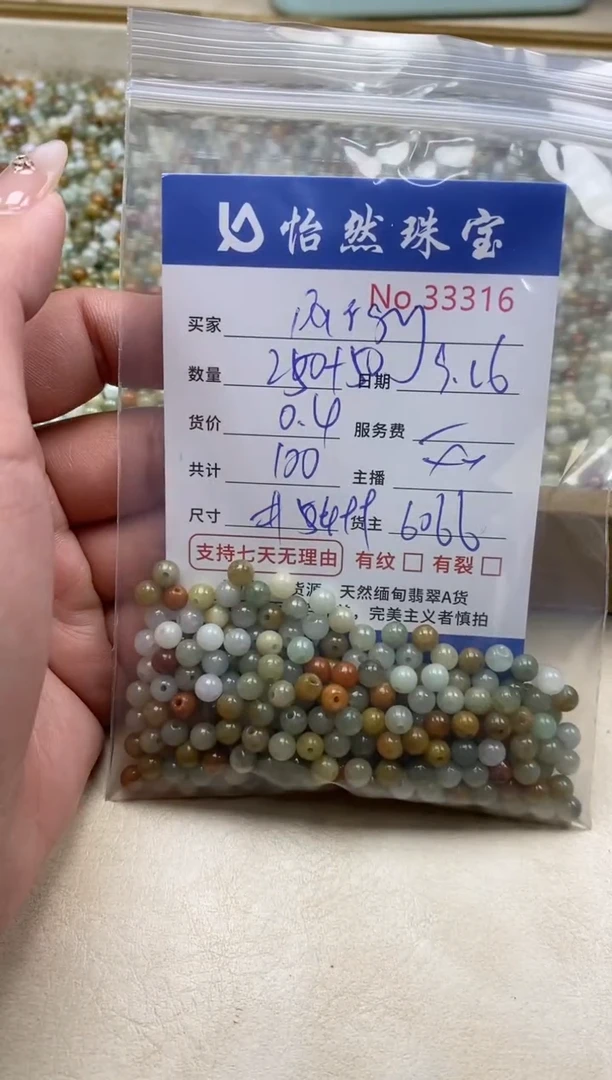 怡然珠宝
No.33316
买家
数量 250+50 日期 5.16
货价 0.4 服务费
共计 100 主播
尺寸 货主 6066
支持七天无理由 有纹 有裂
货源 天然缅甸翡翠A货
完美主义者慎拍